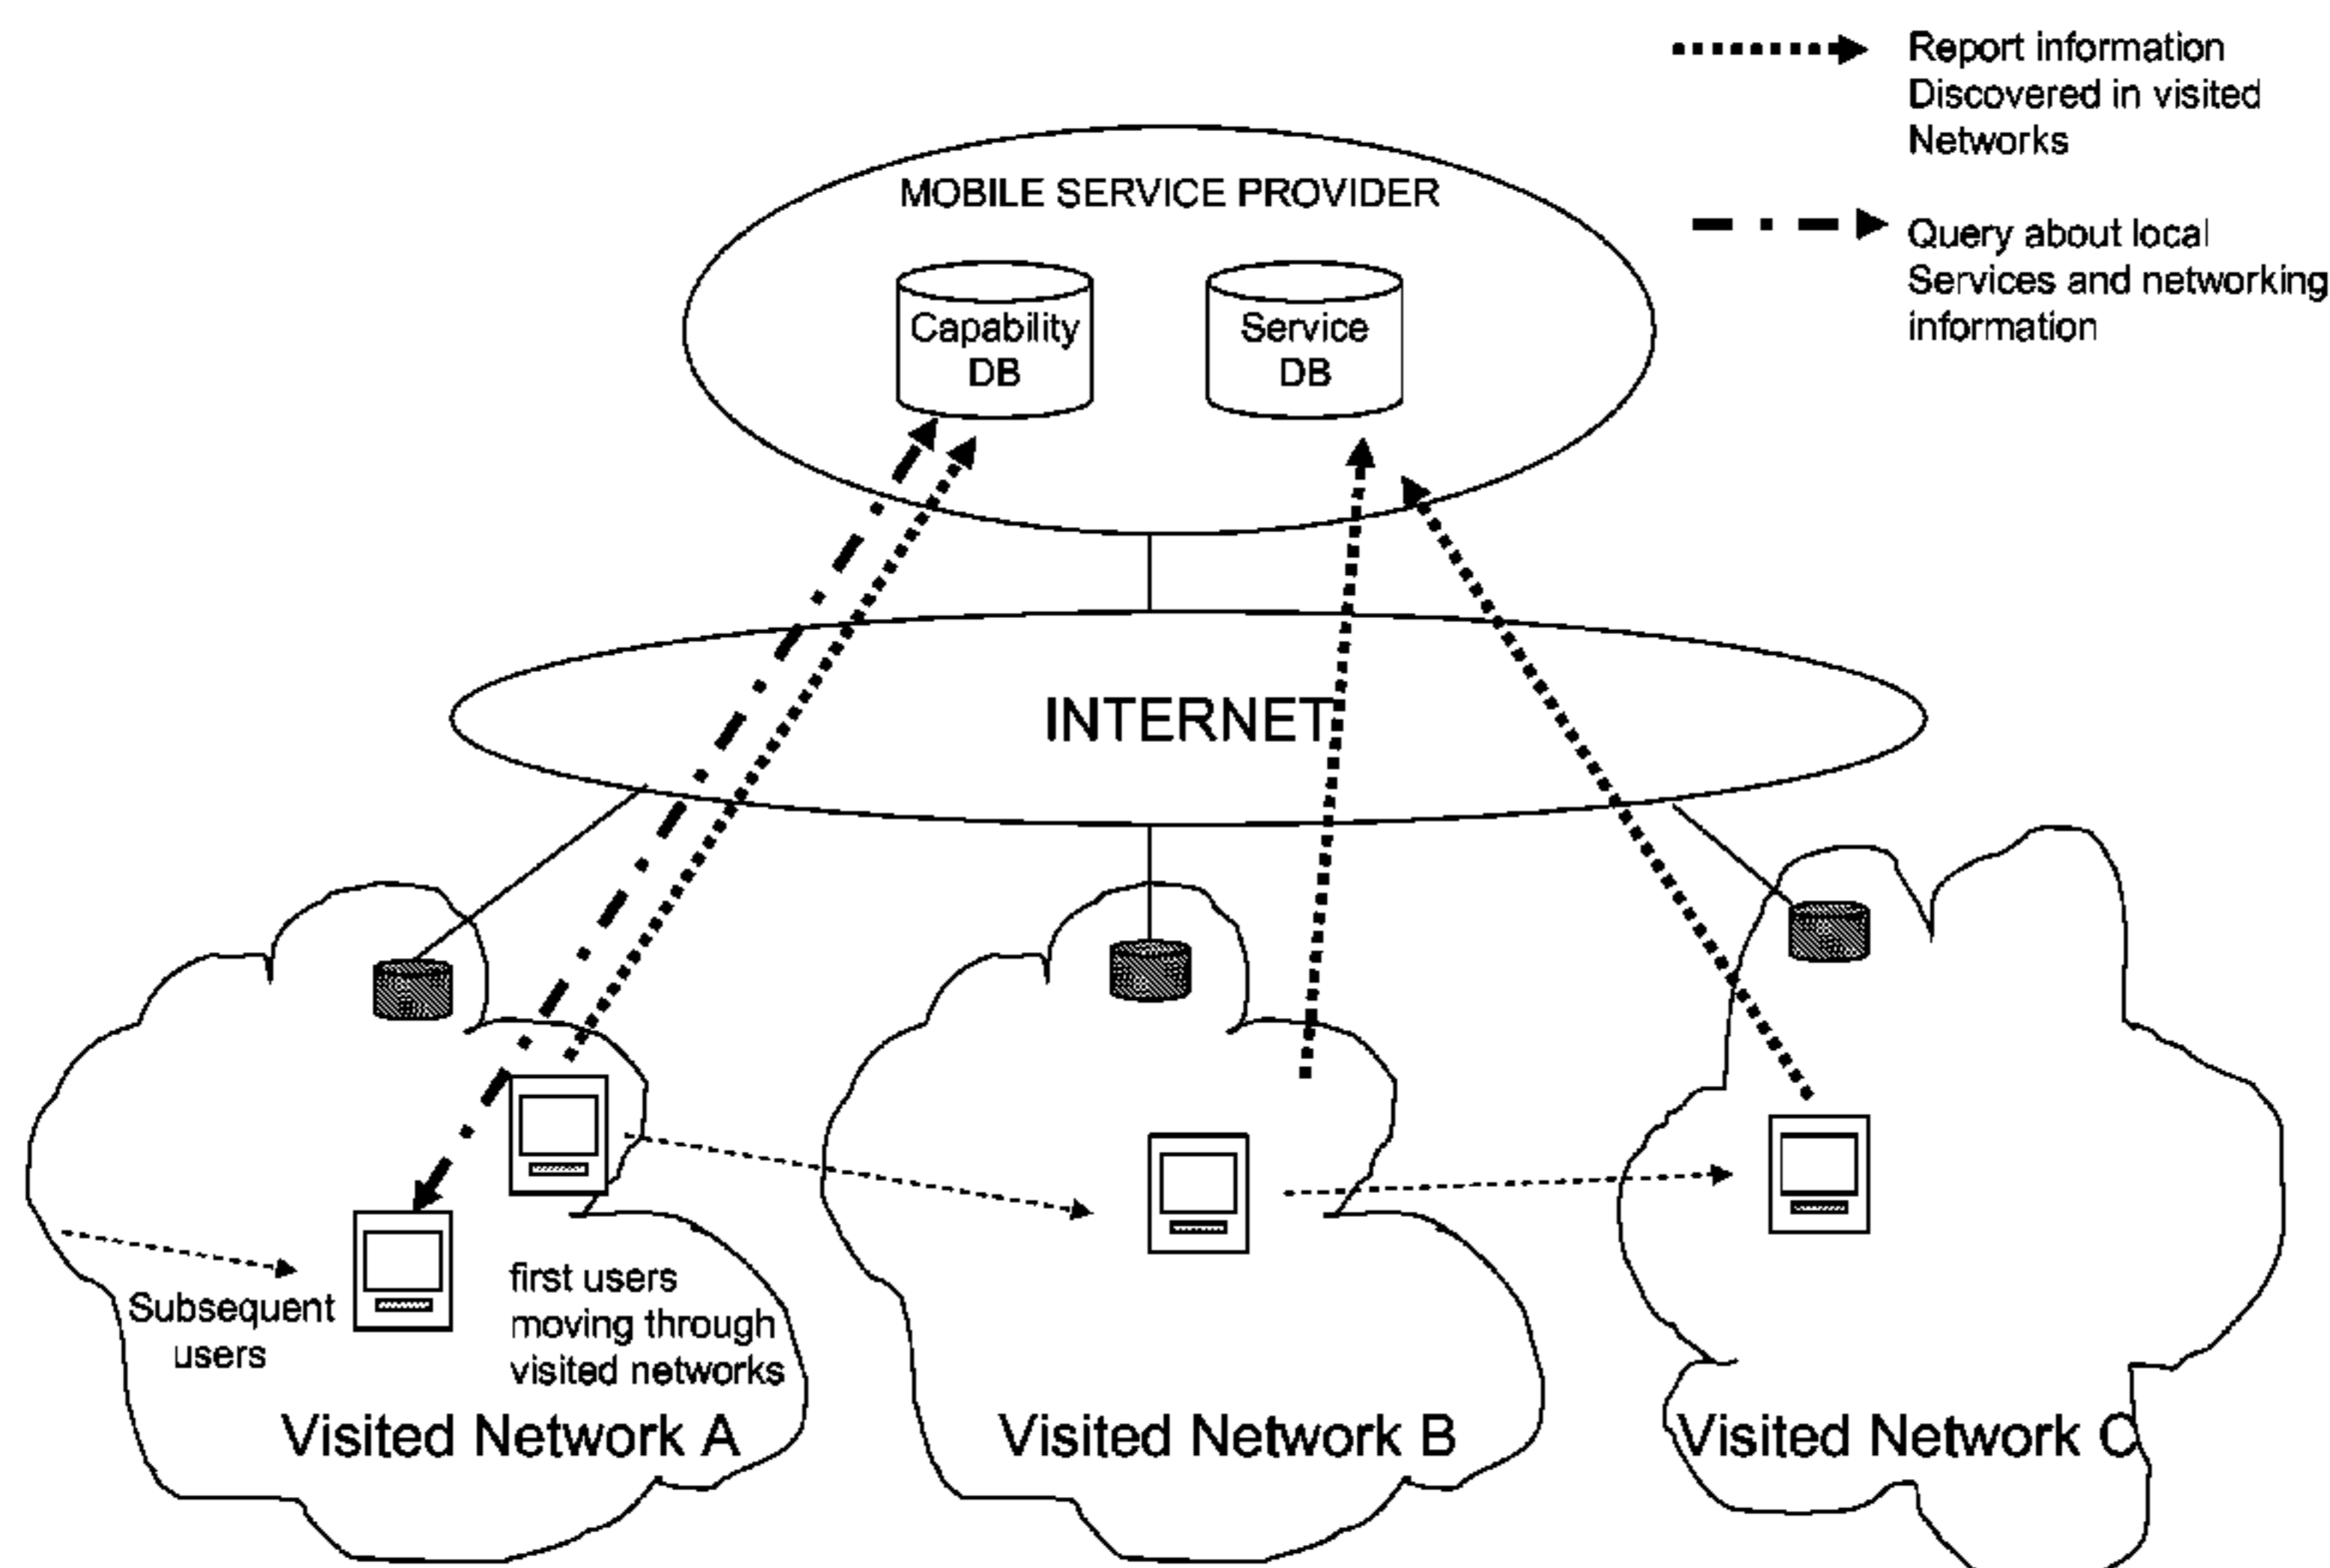 Report information
Discovered in visited
Networks
MOBILE SERVICE PROVIDER
Query about local
Services and networking
information
Capability
DB
Service
DB
INTERNET
Subsequent
users
first users
moving through
visited networks
Visited Network A
Visited Network B
Visited Network C